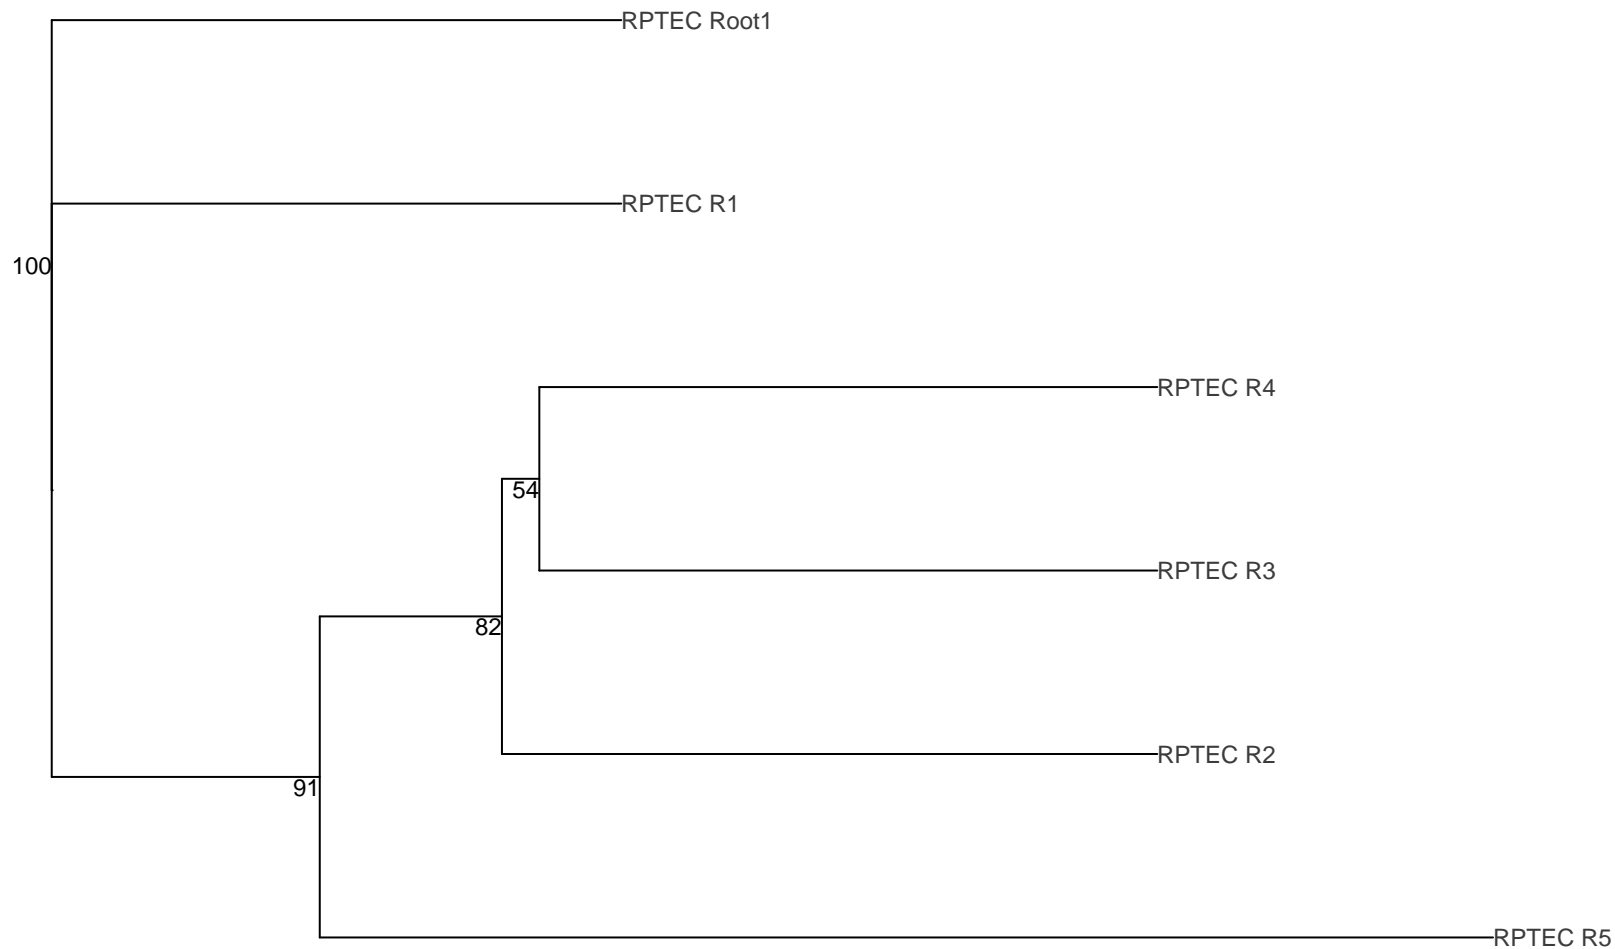 RPTEC Root1
RPTEC R1
100
RPTEC R4
54
RPTEC R3
82
RPTEC R2
91
RPTEC R5